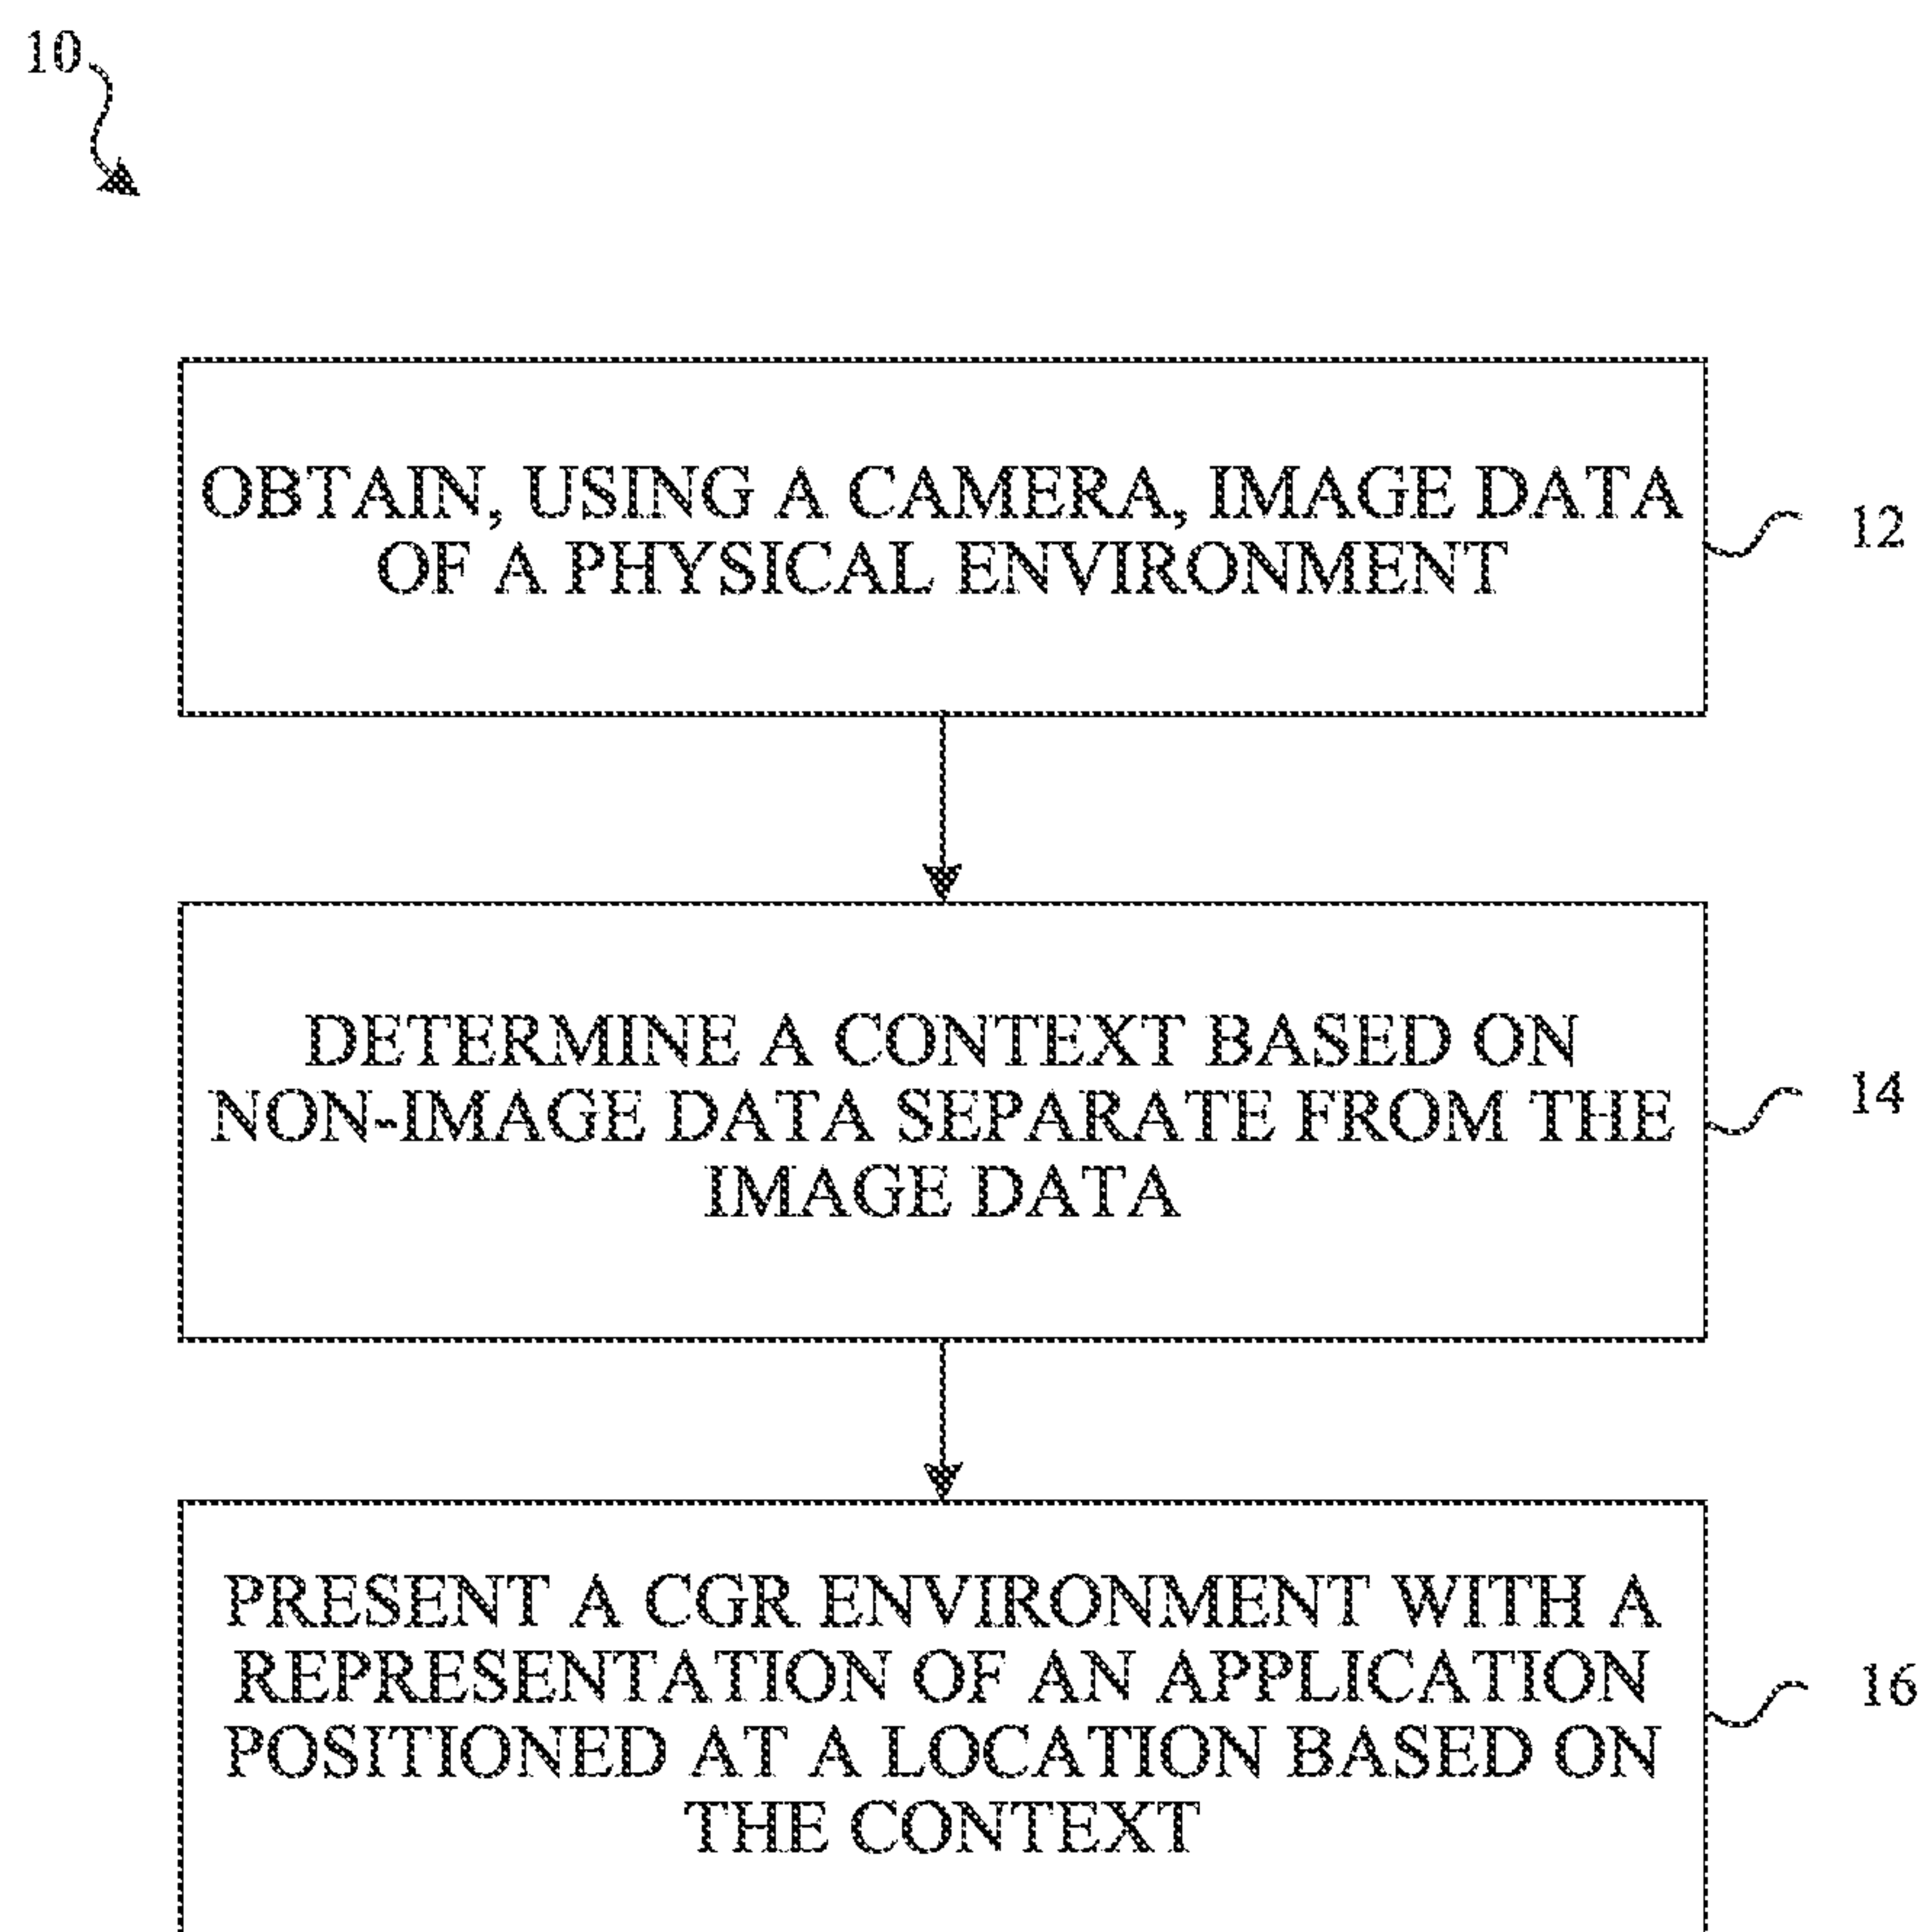 10
OBTAIN, USING A CAMERA, IMAGE DATA
OF A PHYSICAL ENVIRONMENT
12
DETERMINE A CONTEXT BASED ON
NON-IMAGE DATA SEPARATE FROM THE
IMAGE DATA
14
PRESENT A CGR ENVIRONMENT WITH A
REPRESENTATION OF AN APPLICATION
POSITIONED AT A LOCATION BASED ON
THE CONTEXT
16